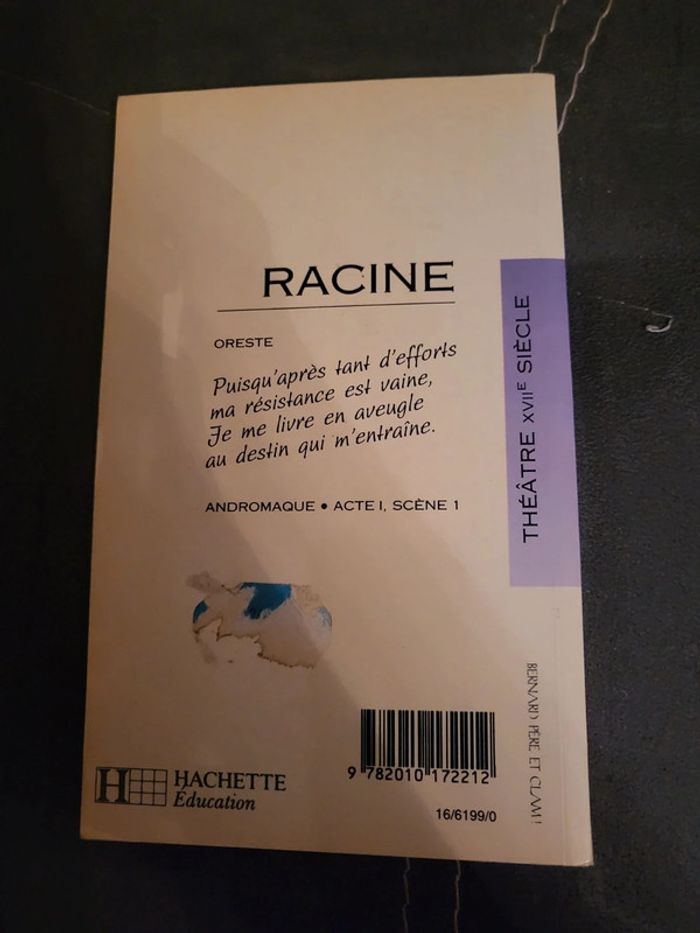 RACINE
ORESTE
Puisqu'après tant d'efforts
ma résistance est vaine,
Je me livre en aveugle
au destin qui m'entraîne.
ANDROMAQUE • ACTE I, SCÈNE 1
THÉÂTRE XVIIE SIÈCLE
BERNARD PÈRE ET CLAM !
9 782010 172212
16/6199/0
H HACHETTE
Éducation